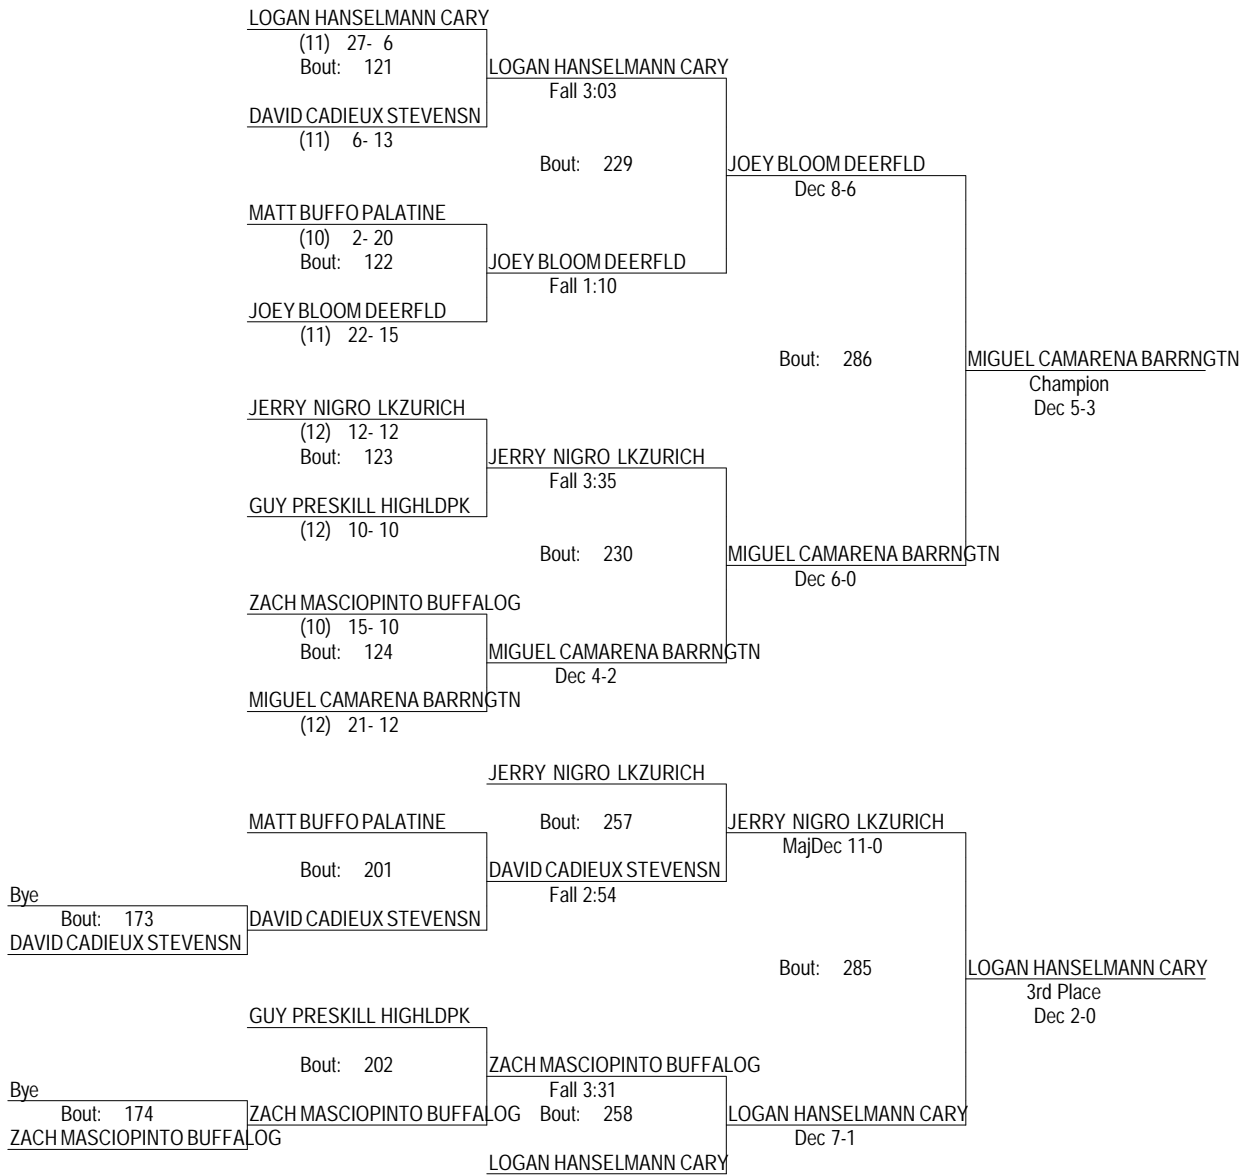 LOGAN HANSELMANN CARY
(11) 27- 6
Bout: 121
LOGAN HANSELMANN CARY
Fall 3:03
DAVID CADIEUX STEVENSN
(11) 6- 13
Bout: 229
JOEY BLOOM DEERFLD
Dec 8-6
MATT BUFFO PALATINE
(10) 2- 20
Bout: 122
JOEY BLOOM DEERFLD
Fall 1:10
JOEY BLOOM DEERFLD
(11) 22- 15
Bout: 286
MIGUEL CAMARENA BARRNGTN
Champion
Dec 5-3
JERRY NIGRO LKZURICH
(12) 12- 12
Bout: 123
JERRY NIGRO LKZURICH
Fall 3:35
GUY PRESKILL HIGHLDPK
(12) 10- 10
Bout: 230
MIGUEL CAMARENA BARRNGTN
Dec 6-0
ZACH MASCIOPINTO BUFFALOG
(10) 15- 10
Bout: 124
MIGUEL CAMARENA BARRNGTN
Dec 4-2
MIGUEL CAMARENA BARRNGTN
(12) 21- 12
JERRY NIGRO LKZURICH
MATT BUFFO PALATINE
Bout: 257
JERRY NIGRO LKZURICH
MajDec 11-0
Bout: 201
DAVID CADIEUX STEVENSN
Fall 2:54
Bye
Bout: 173
DAVID CADIEUX STEVENSN
DAVID CADIEUX STEVENSN
Bout: 285
LOGAN HANSELMANN CARY
3rd Place
Dec 2-0
GUY PRESKILL HIGHLDPK
Bout: 202
ZACH MASCIOPINTO BUFFALOG
Fall 3:31
Bye
Bout: 174
ZACH MASCIOPINTO BUFFALOG
Bout: 258
LOGAN HANSELMANN CARY
Dec 7-1
ZACH MASCIOPINTO BUFFALOG
LOGAN HANSELMANN CARY